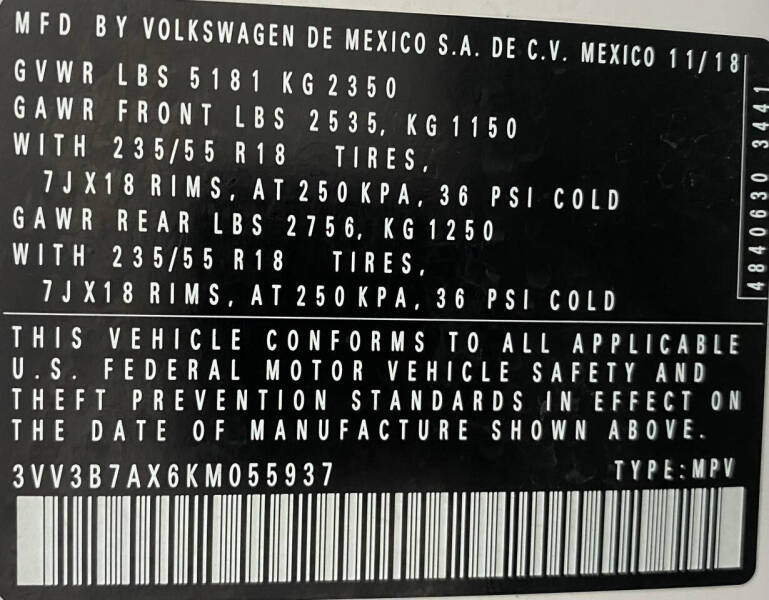 MFD BY VOLKSWAGEN DE MEXICO S.A. DE C.V. MEXICO 11/18
GVWR LBS 5181 KG 2350
GAWR FRONT LBS 2535, KG 1150
WITH 235/55 R18 TIRES,
7JX18 RIMS, AT 250 KPA, 36 PSI COLD
GAWR REAR LBS 2756, KG 1250
WITH 235/55 R18 TIRES,
7JX18 RIMS, AT 250 KPA, 36 PSI COLD
4840630 3441
THIS VEHICLE CONFORMS TO ALL APPLICABLE
U.S. FEDERAL MOTOR VEHICLE SAFETY AND
THEFT PREVENTION STANDARDS IN EFFECT ON
THE DATE OF MANUFACTURE SHOWN ABOVE.
3VV3B7AX6KM055937 TYPE:MPV